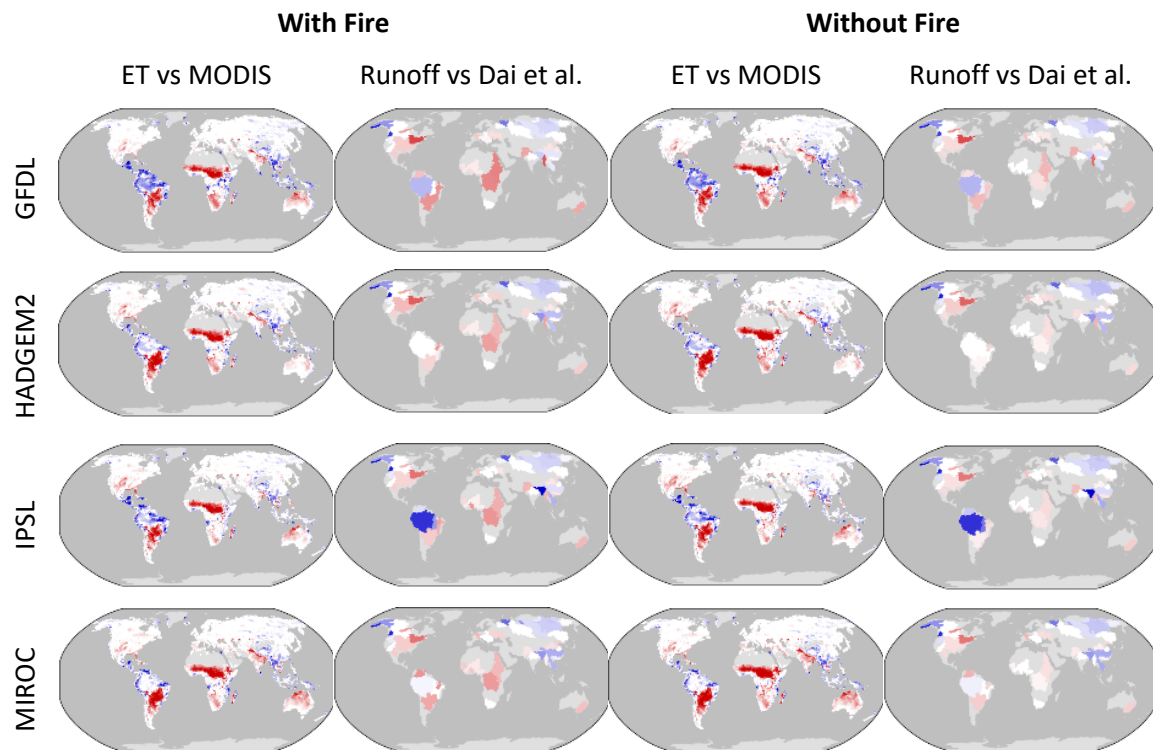 With Fire Without Fire
ET vs MODIS Runoff vs Dai et al. ET vs MODIS Runoff vs Dai et al.
GFDL
HADGEM2
IPSL
MIROC